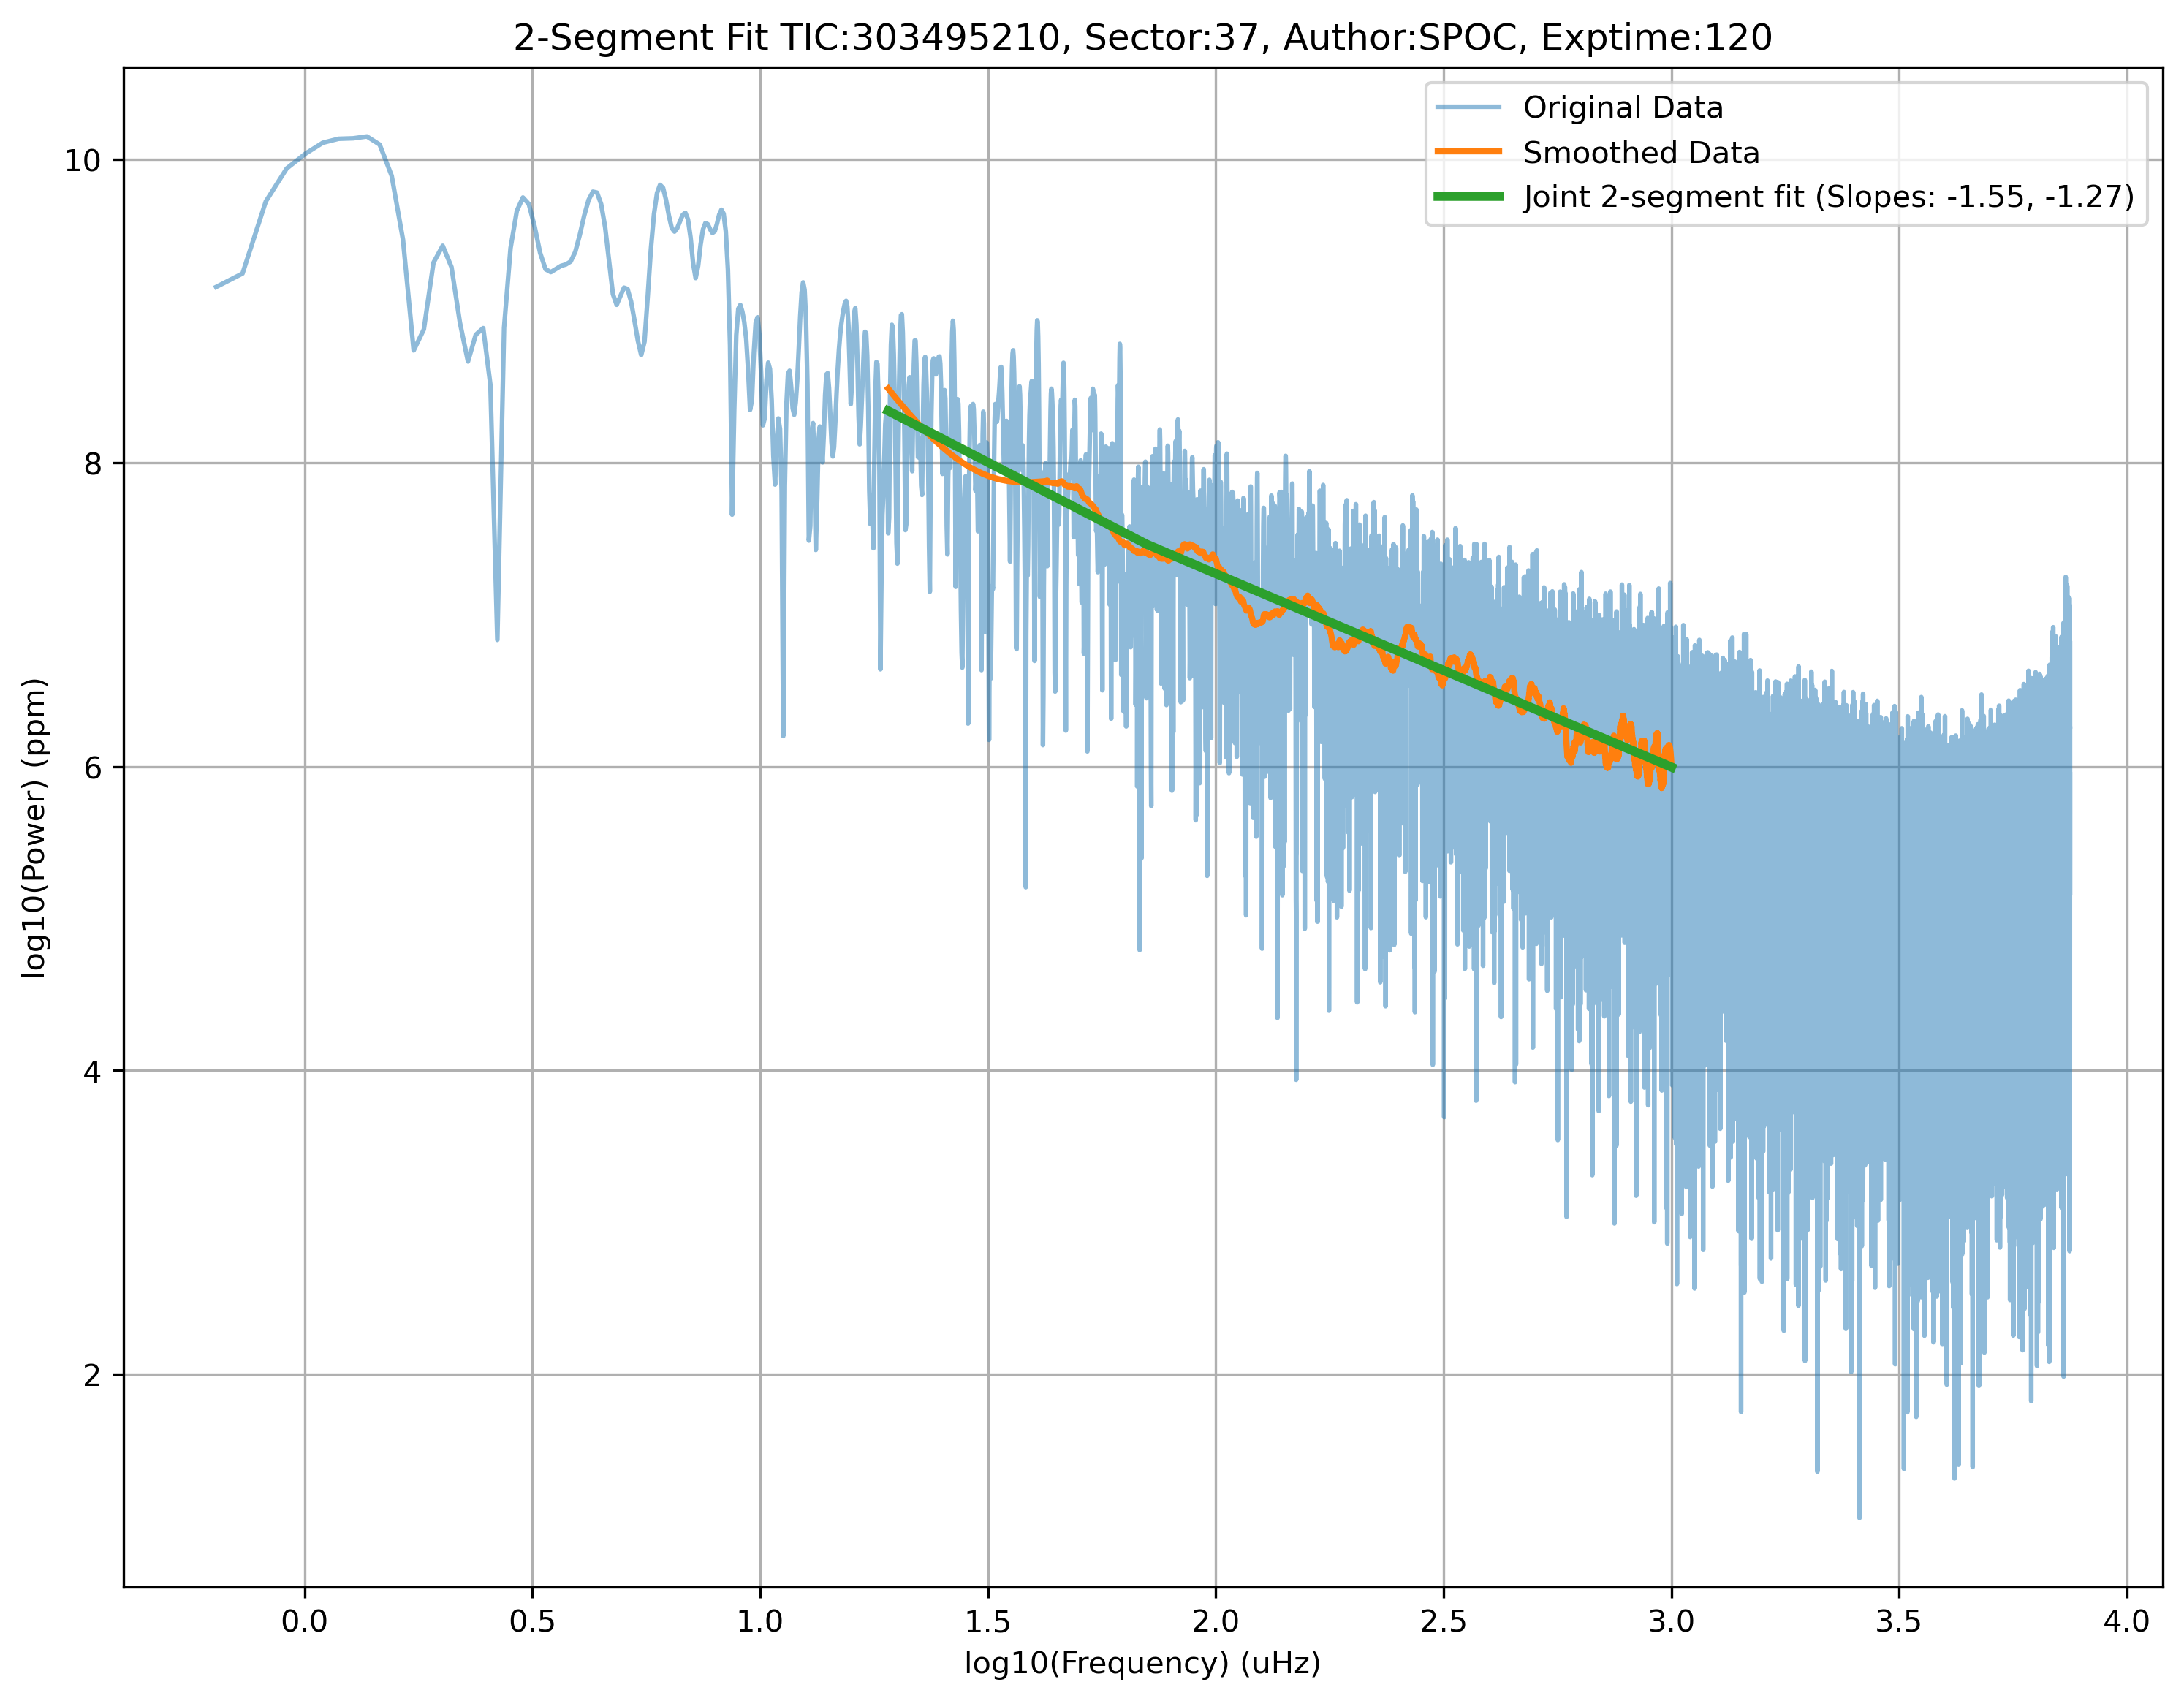 2-Segment Fit TIC:303495210, Sector:37, Author:SPOC, Exptime:120
Original Data
Smoothed Data
Joint 2-segment fit (Slopes: -1.55, -1.27)
log10(Power) (ppm)
10
8
6
4
2
0.0 0.5 1.0 1.5 2.0 2.5 3.0 3.5 4.0
log10(Frequency) (uHz)